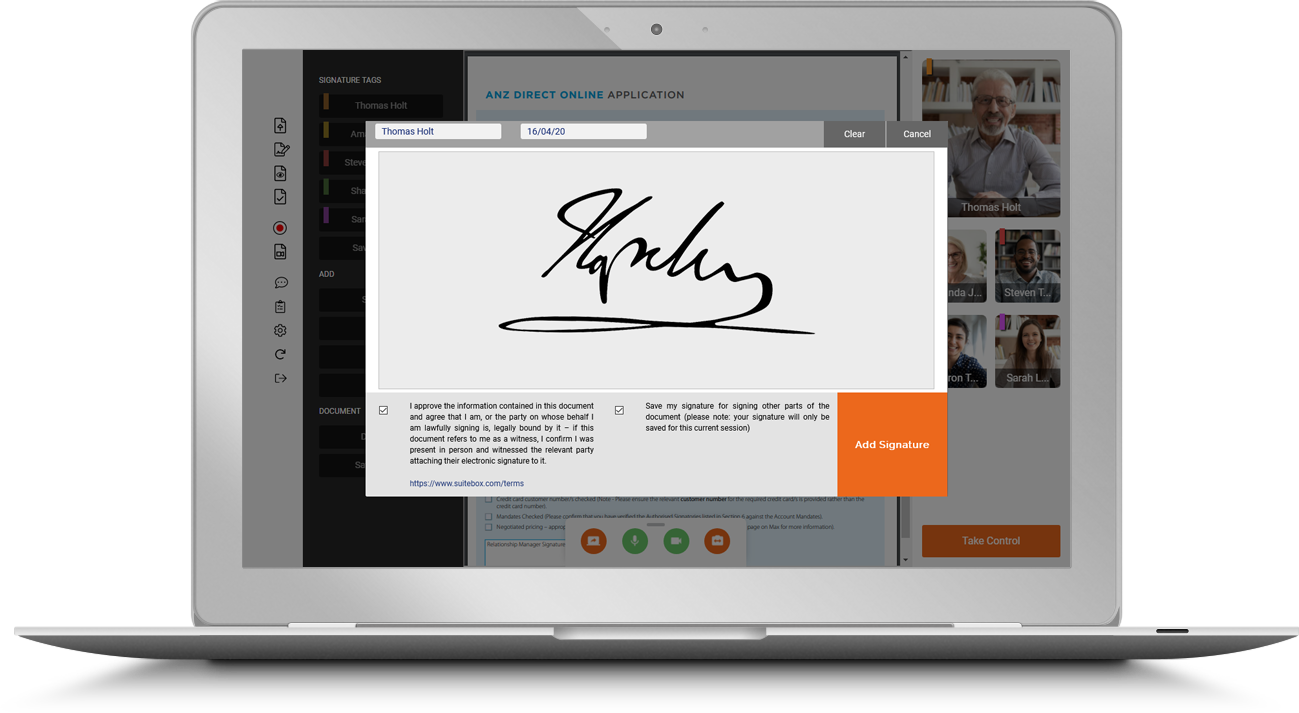 SIGNATURE TAGS
Thomas Holt
Am
Steve
Sha
Sar
Sav
ADD
S
DOCUMENT
D
Sa
ANZ DIRECT ONLINE APPLICATION
Thomas Holt 16/04/20 Clear Cancel
I approve the information contained in this document
and agree that I am, or the party on whose behalf I
am lawfully signing is, legally bound by it – if this
document refers to me as a witness, I confirm I was
present in person and witnessed the relevant party
attaching their electronic signature to it.
https://www.suitebox.com/terms
Save my signature for signing other parts of the
document (please note: your signature will only be
saved for this current session)
Add Signature
Credit card customer number's checked (Note - Please ensure the relevant customer number for the required credit card/s is provided rather than the
credit card number).
Mandates Checked (Please confirm that you have verified the Authorised Signatories listed in Section 6 against the Account Mandates).
Negotiated pricing – approp page on Max for more information).
Relationship Manager Signature
Thomas Holt
nda J... Steven T...
ron T... Sarah L...
Take Control